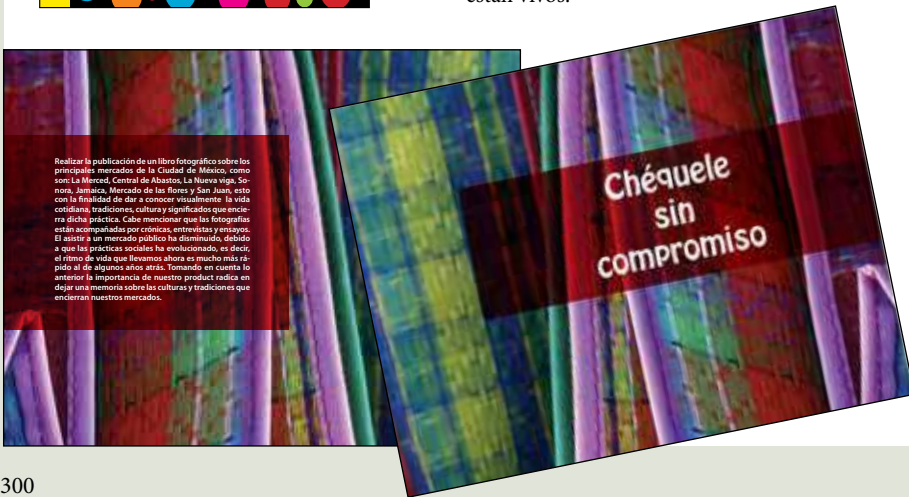 están vivos.
Realizar la publicación de un libro fotográfico sobre los
principales mercados de la Ciudad de México, como
son: La Merced, Central de Abastos, La Nueva viga, So-
nora, Jamaica, Mercado de las flores y San Juan, esto
con la finalidad de dar a conocer visualmente la vida
cotidiana, tradiciones, cultura y significados que encie-
rra dicha práctica. Cabe mencionar que las fotografías
están acompañadas por crónicas, entrevistas y ensayos.
El asistir a un mercado público ha disminuido, debido
a que las prácticas sociales ha evolucionado, es decir,
el ritmo de vida que llevamos ahora es mucho más rá-
pido al de algunos años atrás. Tomando en cuenta lo
anterior la importancia de nuestro product radica en
dejar una memoria sobre las culturas y tradiciones que
encierran nuestros mercados.
Chéquele
sin
compromiso
300